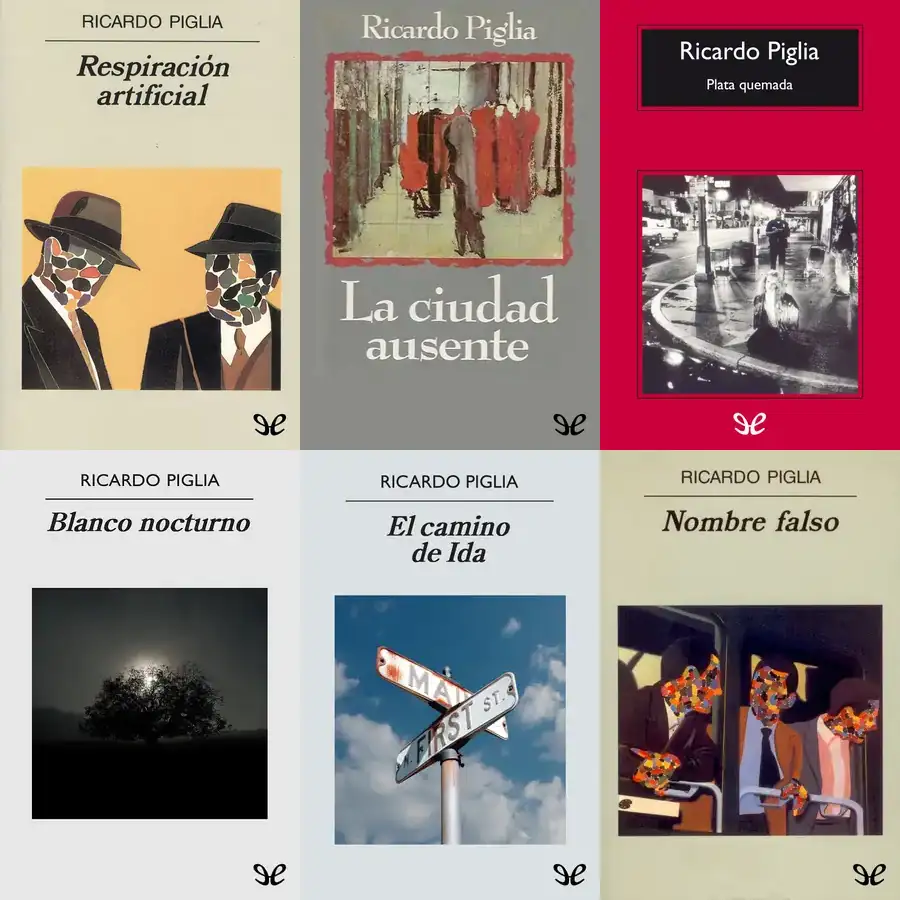 RICARDO PIGLIA
Respiración
artificial
Ricardo Piglia
La ciudad
ausente
Ricardo Piglia
Plata quemada
RICARDO PIGLIA
Blanco nocturno
RICARDO PIGLIA
El camino
de Ida
MAIN
N. FIRST ST.
RICARDO PIGLIA
Nombre falso